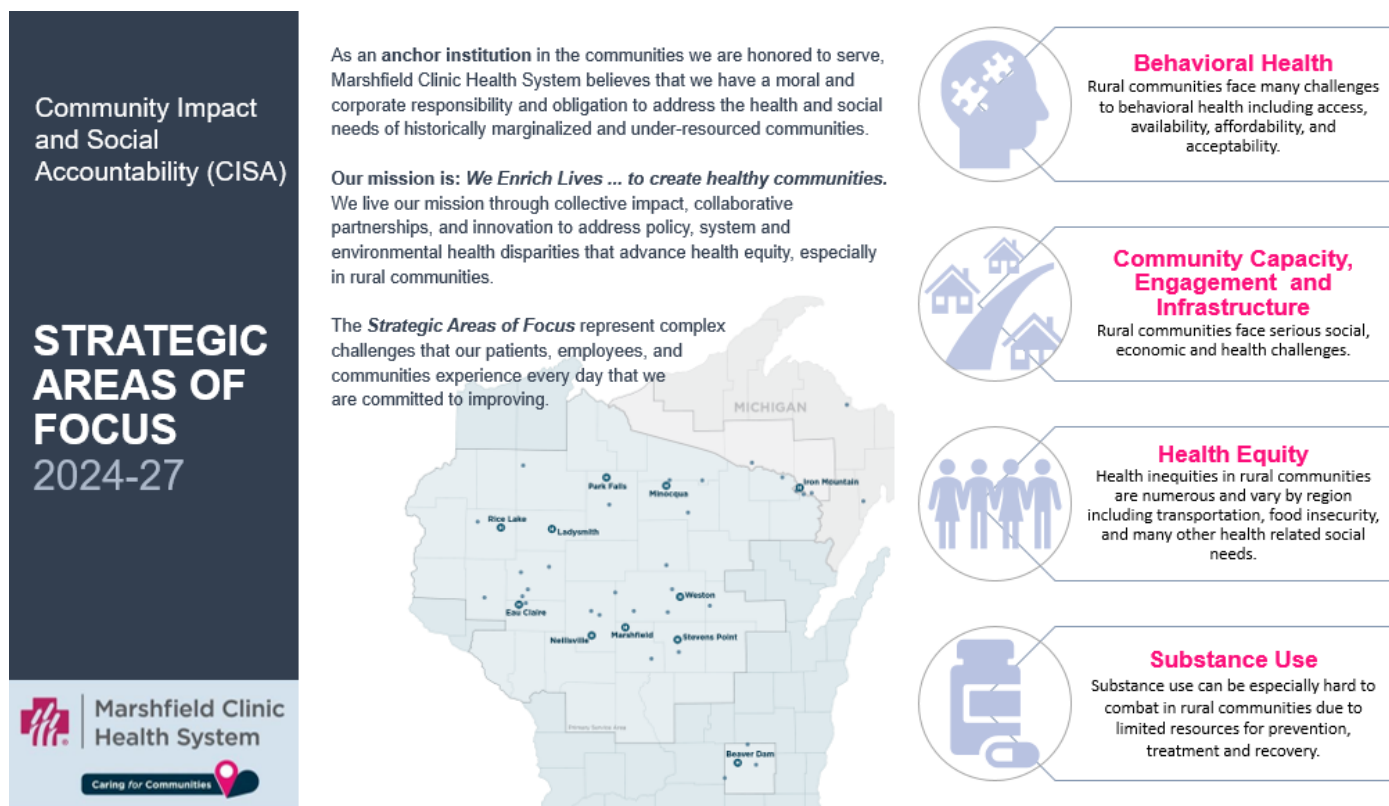 Community Impact
and Social
Accountability (CISA)
STRATEGIC
AREAS OF
FOCUS
2024-27
Marshfield Clinic
Health System
Caring for Communities
As an anchor institution in the communities we are honored to serve,
Marshfield Clinic Health System believes that we have a moral and
corporate responsibility and obligation to address the health and social
needs of historically marginalized and under-resourced communities.
Our mission is: We Enrich Lives ... to create healthy communities.
We live our mission through collective impact, collaborative
partnerships, and innovation to address policy, system and
environmental health disparities that advance health equity, especially
in rural communities.
The Strategic Areas of Focus represent complex
challenges that our patients, employees, and
communities experience every day that we
are committed to improving.
MICHIGAN
Park Falls
Minocqua
Iron Mountain
Rice Lake
Ladysmith
Eau Claire
Weston
Neillsville
Marshfield
Stevens Point
Primary Service Area
Beaver Dam
Behavioral Health
Rural communities face many challenges
to behavioral health including access,
availability, affordability, and
acceptability.
Community Capacity,
Engagement and
Infrastructure
Rural communities face serious social,
economic and health challenges.
Health Equity
Health inequities in rural communities
are numerous and vary by region
including transportation, food insecurity,
and many other health related social
needs.
Substance Use
Substance use can be especially hard to
combat in rural communities due to
limited resources for prevention,
treatment and recovery.